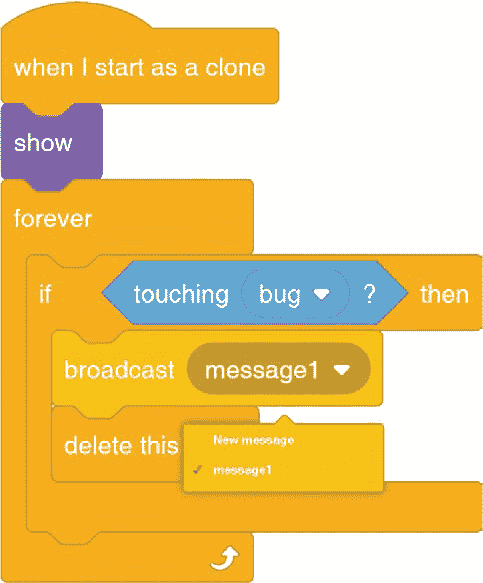 when I start as a clone
show
forever
if touching bug ? then
broadcast message1
delete this
New message
✓ message1